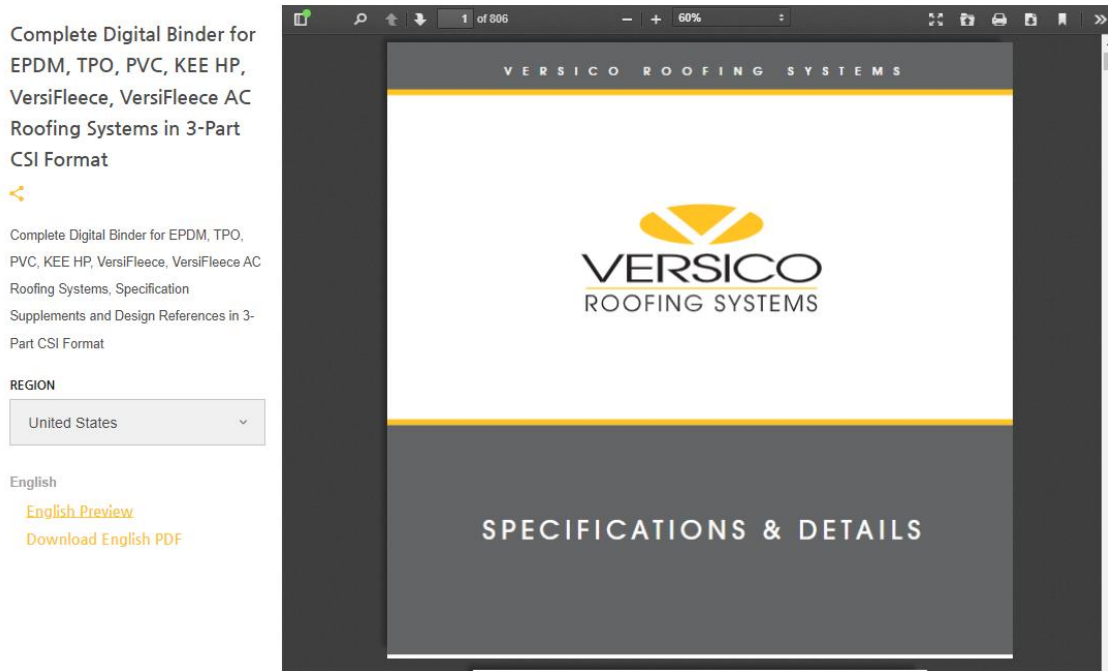 Complete Digital Binder for
EPDM, TPO, PVC, KEE HP,
VersiFleece, VersiFleece AC
Roofing Systems in 3-Part
CSI Format
Complete Digital Binder for EPDM, TPO,
PVC, KEE HP, VersiFleece, VersiFleece AC
Roofing Systems, Specification
Supplements and Design References in 3-
Part CSI Format
REGION
United States
English
English Preview
Download English PDF
1 of 806
60%
VERSICO ROOFING SYSTEMS
VERSICO
ROOFING SYSTEMS
SPECIFICATIONS & DETAILS